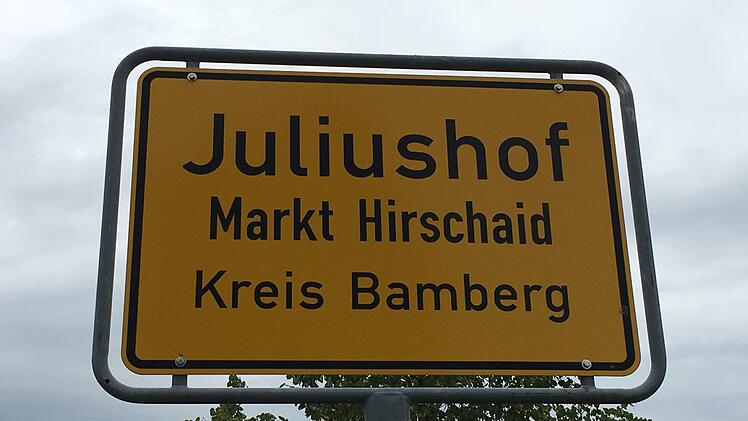 Juliushof
Markt Hirschaid
Kreis Bamberg